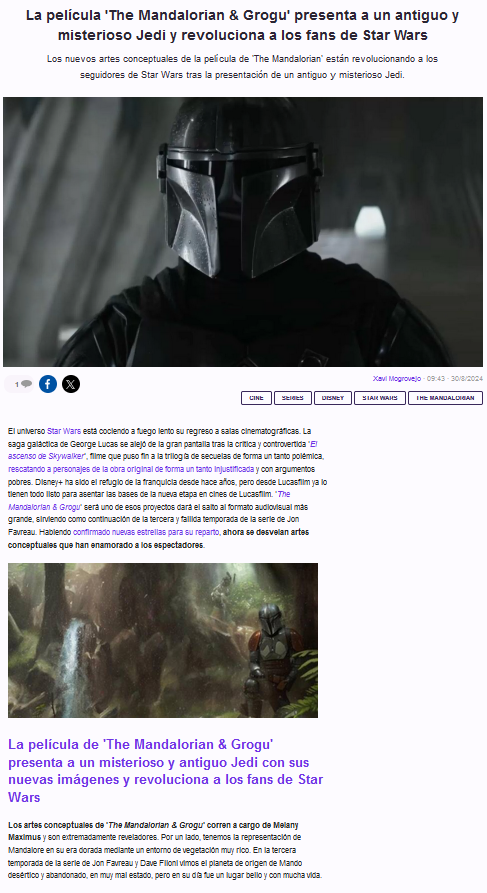 La película 'The Mandalorian & Grogu' presenta a un antiguo y
misterioso Jedi y revoluciona a los fans de Star Wars
Los nuevos artes conceptuales de la película de 'The Mandalorian' están revolucionando a los
seguidores de Star Wars tras la presentación de un antiguo y misterioso Jedi.
1
Xavi Mogrovejo · 09:43 · 30/8/2024
CINE SERIES DISNEY STAR WARS THE MANDALORIAN
El universo Star Wars está cociendo a fuego lento su regreso a salas cinematográficas. La
saga galáctica de George Lucas se alejó de la gran pantalla tras la crítica y controvertida 'El
ascenso de Skywalker', filme que puso fin a la trilogía de secuelas de forma un tanto polémica,
rescatando a personajes de la obra original de forma un tanto injustificada y con argumentos
pobres. Disney+ ha sido el refugio de la franquicia desde hace años, pero desde Lucasfilm ya lo
tienen todo listo para asentar las bases de la nueva etapa en cines de Lucasfilm. 'The
Mandalorian & Grogu' será uno de esos proyectos dará el salto al formato audiovisual más
grande, sirviendo como continuación de la tercera y fallida temporada de la serie de Jon
Favreau. Habiendo confirmado nuevas estrellas para su reparto, ahora se desvelan artes
conceptuales que han enamorado a los espectadores.
La película de 'The Mandalorian & Grogu'
presenta a un misterioso y antiguo Jedi con sus
nuevas imágenes y revoluciona a los fans de Star
Wars
Los artes conceptuales de 'The Mandalorian & Grogu' corren a cargo de Melany
Maximus y son extremadamente reveladores. Por un lado, tenemos la representación de
Mandalore en su era dorada mediante un entorno de vegetación muy rico. En la tercera
temporada de la serie de Jon Favreau y Dave Filoni vimos el planeta de origen de Mando
desértico y abandonado, en muy mal estado, pero en su día fue un lugar bello y con mucha vida.